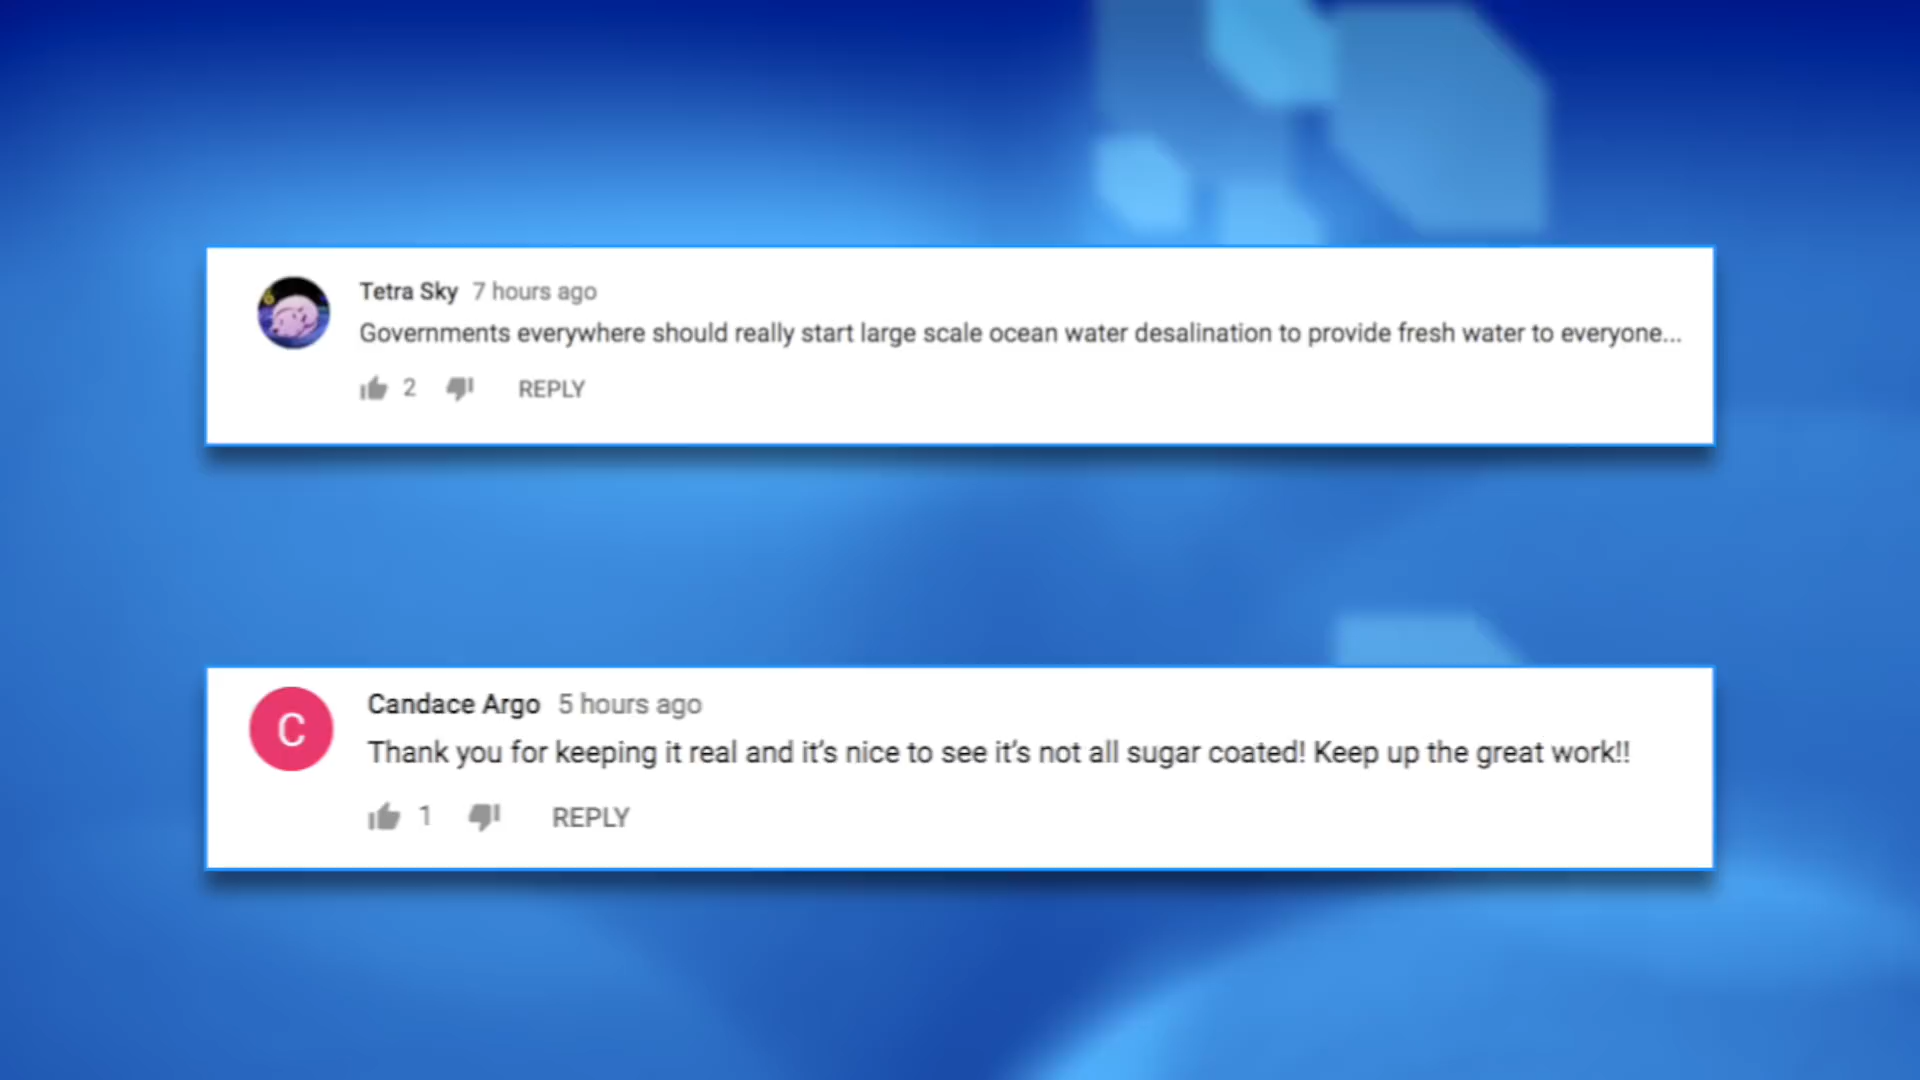 Tetra Sky 7 hours ago
Governments everywhere should really start large scale ocean water desalination to provide fresh water to everyone...
2 REPLY
C
Candace Argo 5 hours ago
Thank you for keeping it real and it's nice to see it's not all sugar coated! Keep up the great work!!
1 REPLY